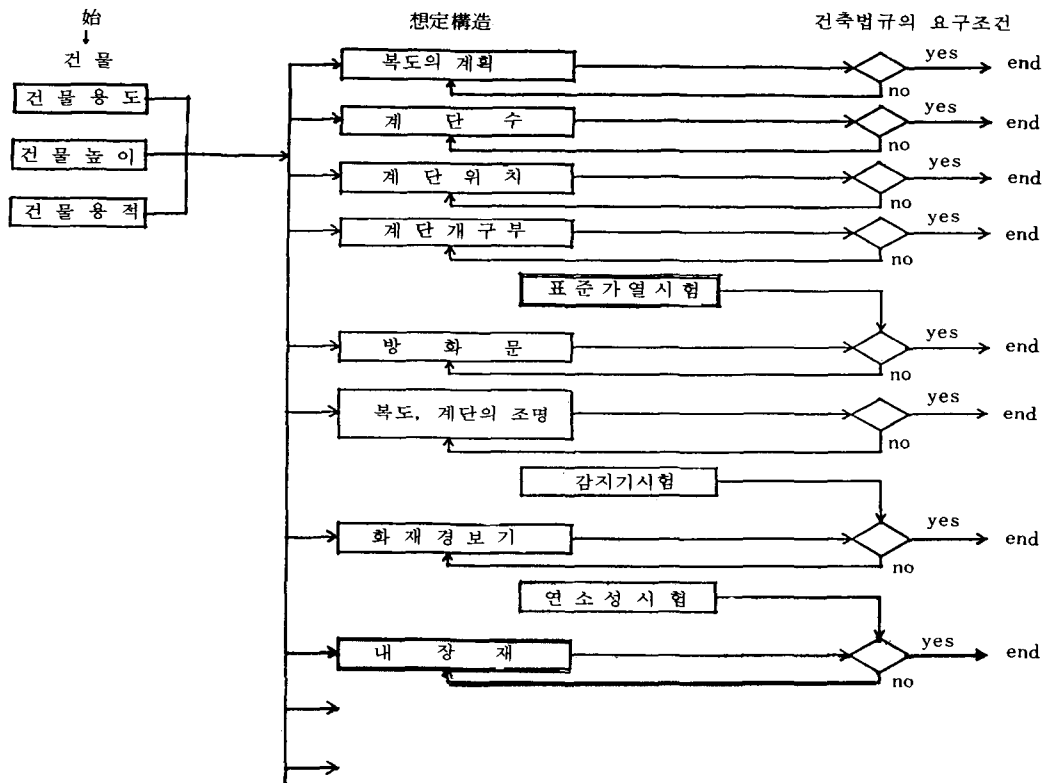 始
건 물
건 물 용 도
건 물 높 이
건 물 용 적
想定構造
건축법규의 요구조건
복도의 계획
yes
end
no
계 단 수
yes
end
no
계 단 위 치
yes
end
no
계 단 개 구 부
yes
end
no
표 준 가 열 시 험
방 화 문
yes
end
no
복도, 계단의 조명
yes
end
no
감지기시험
화 재 경 보 기
yes
end
no
연 소 성 시 험
내 장 재
yes
end
no